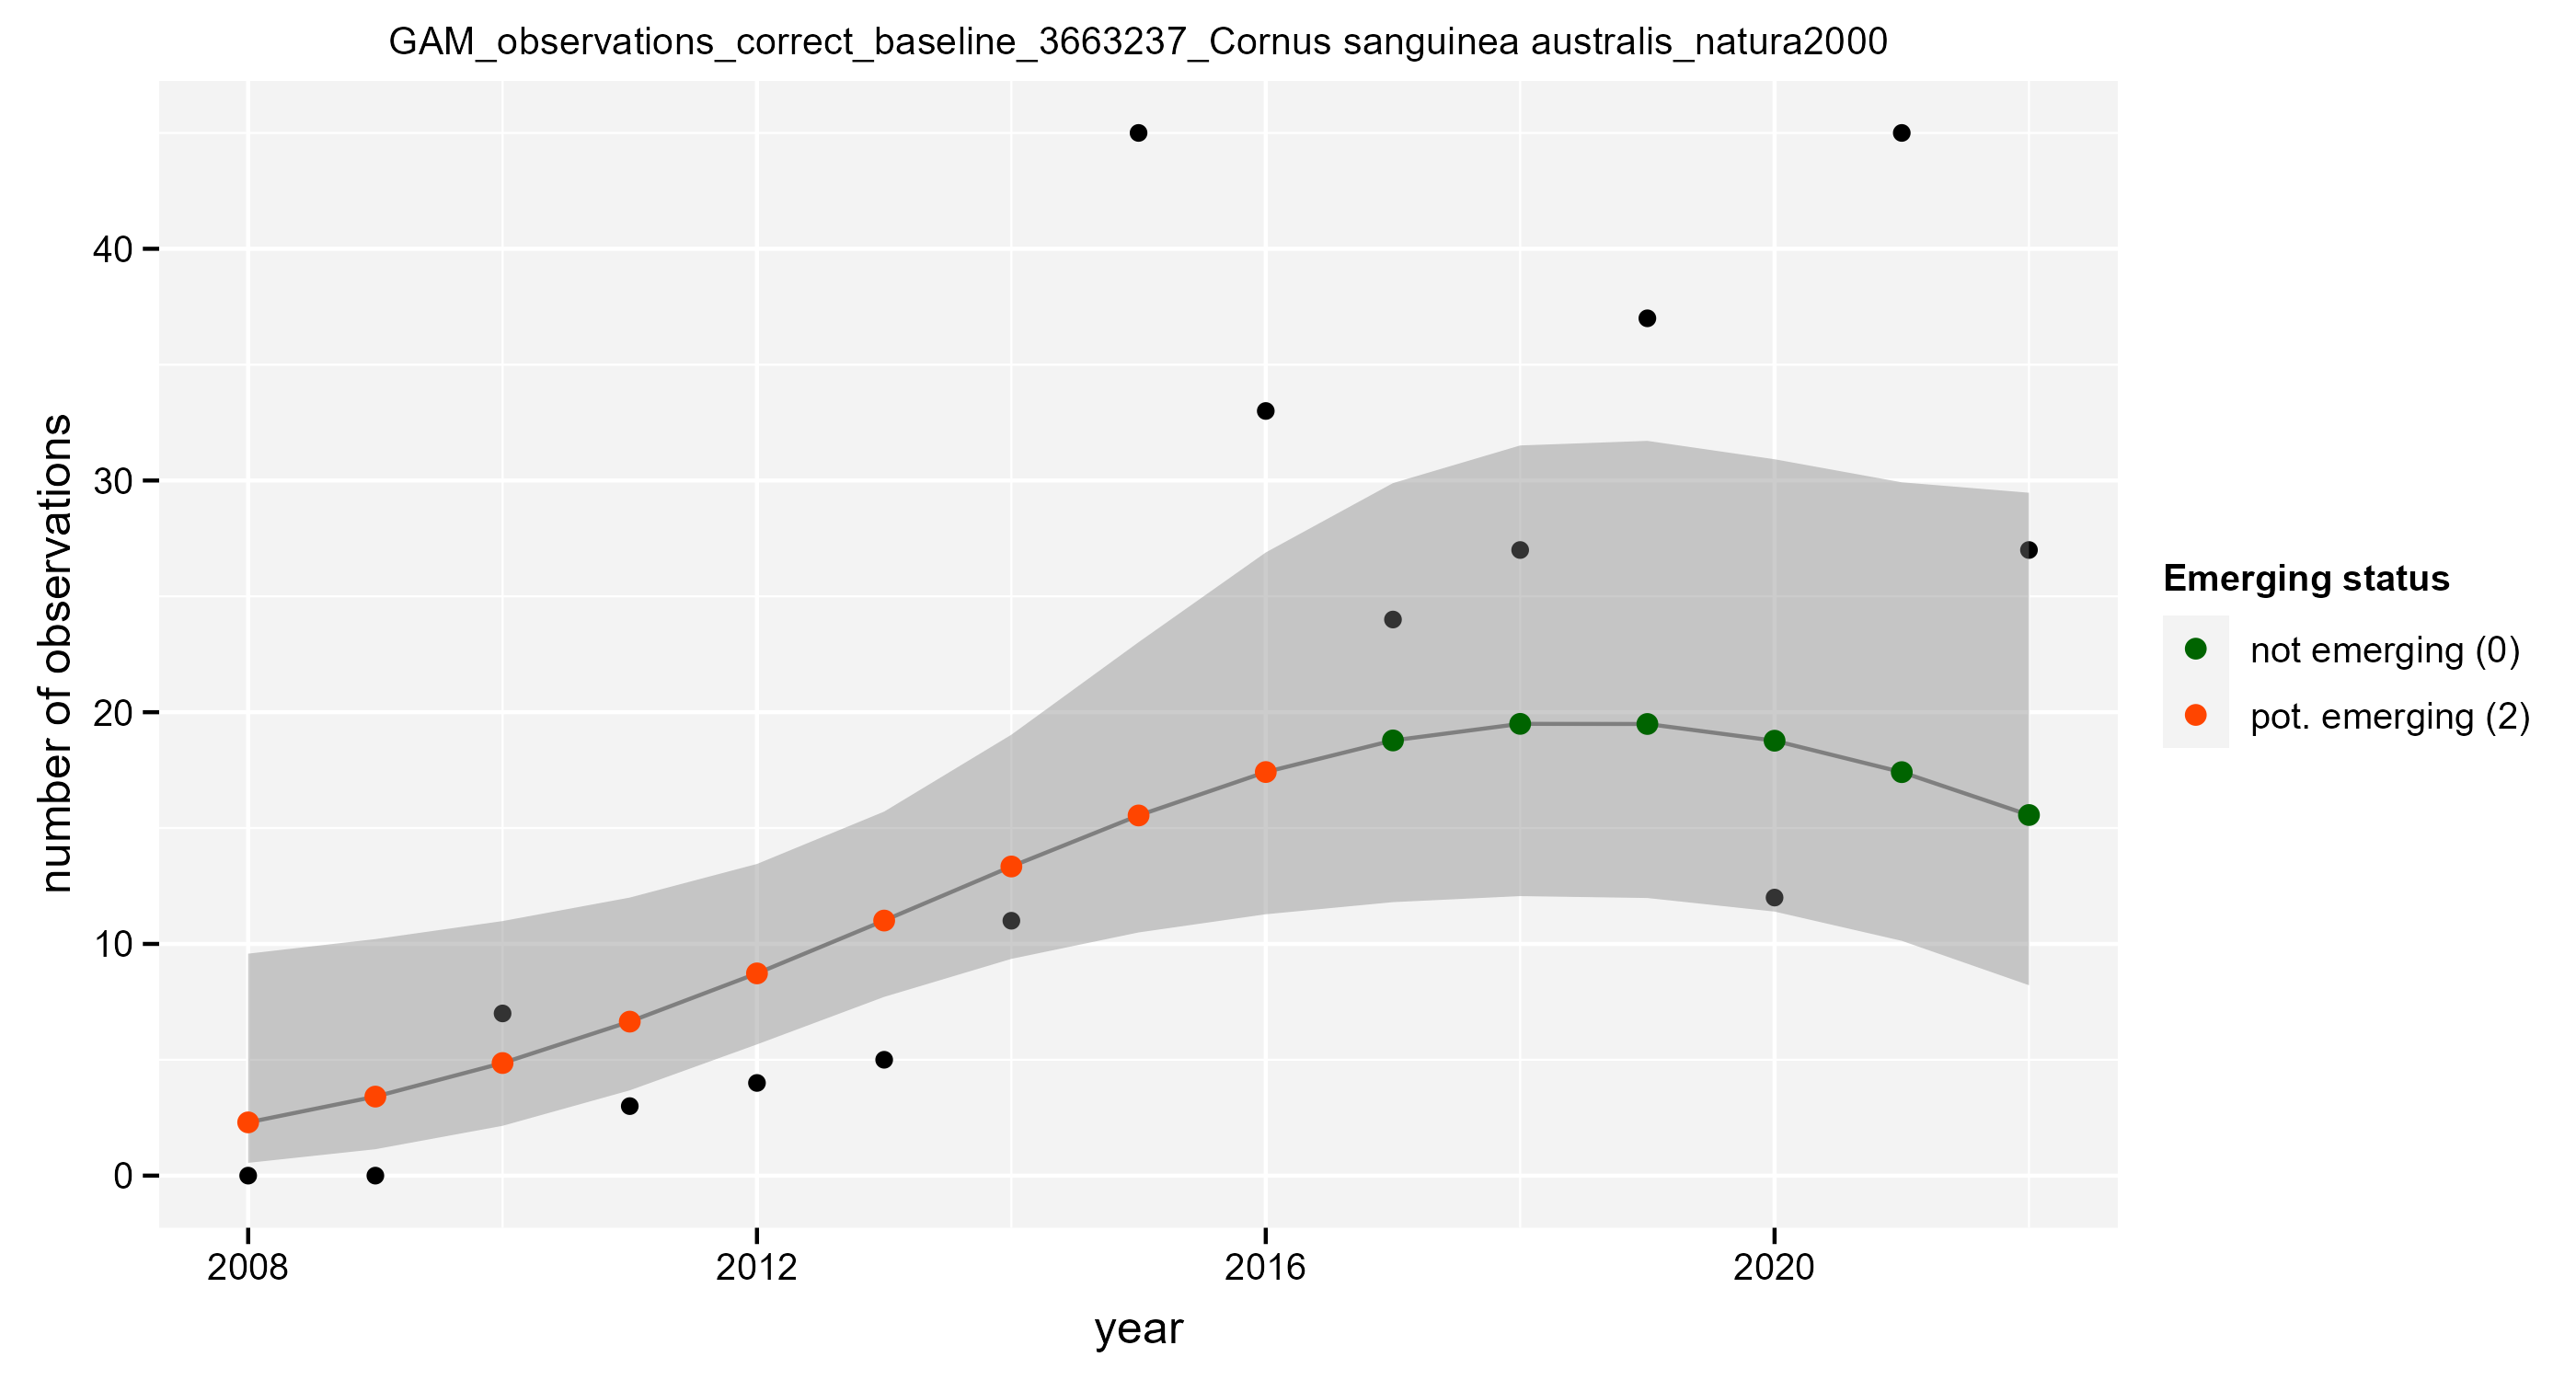 GAM_observations_correct_baseline_3663237_Cornus sanguinea australis_natura2000
number of observations
40
30
20
10
0
2008
2012
2016
2020
year
Emerging status
not emerging (0)
pot. emerging (2)